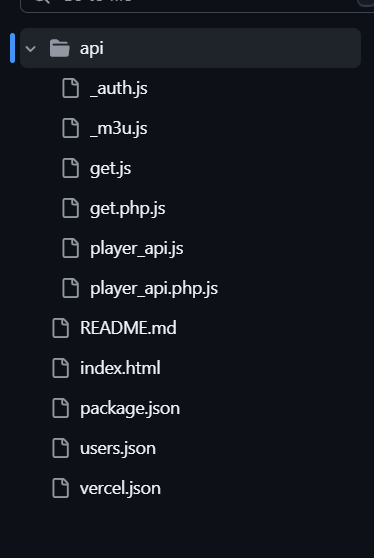 api
_auth.js
_m3u.js
get.js
get.php.js
player_api.js
player_api.php.js
README.md
index.html
package.json
users.json
vercel.json